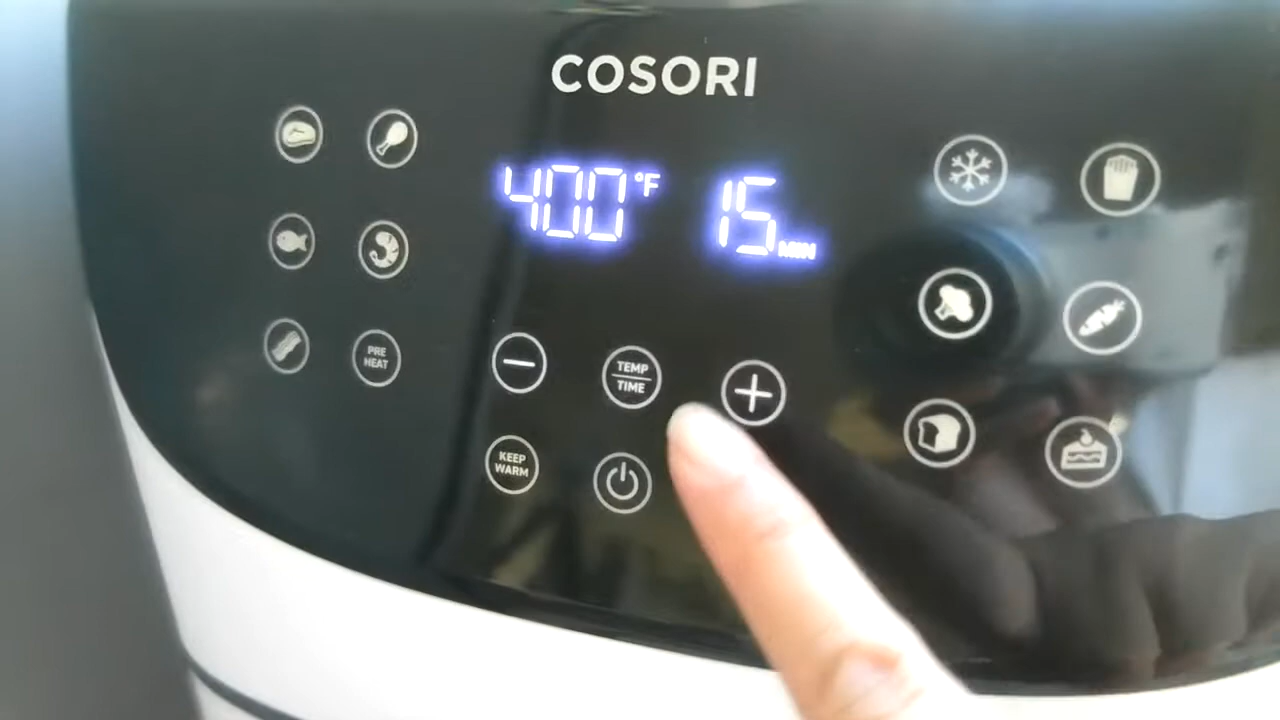 COSORI
400 °F 15 MIN
PRE
HEAT
TEMP
TIME
KEEP
WARM